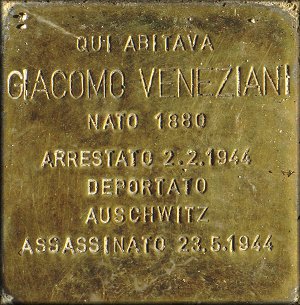 QUI ABITAVA
GIACOMO VENEZIANI
NATO 1880
ARRESTATO 2.2.1944
DEPORTATO
AUSCHWITZ
ASSASSINATO 23.5.1944